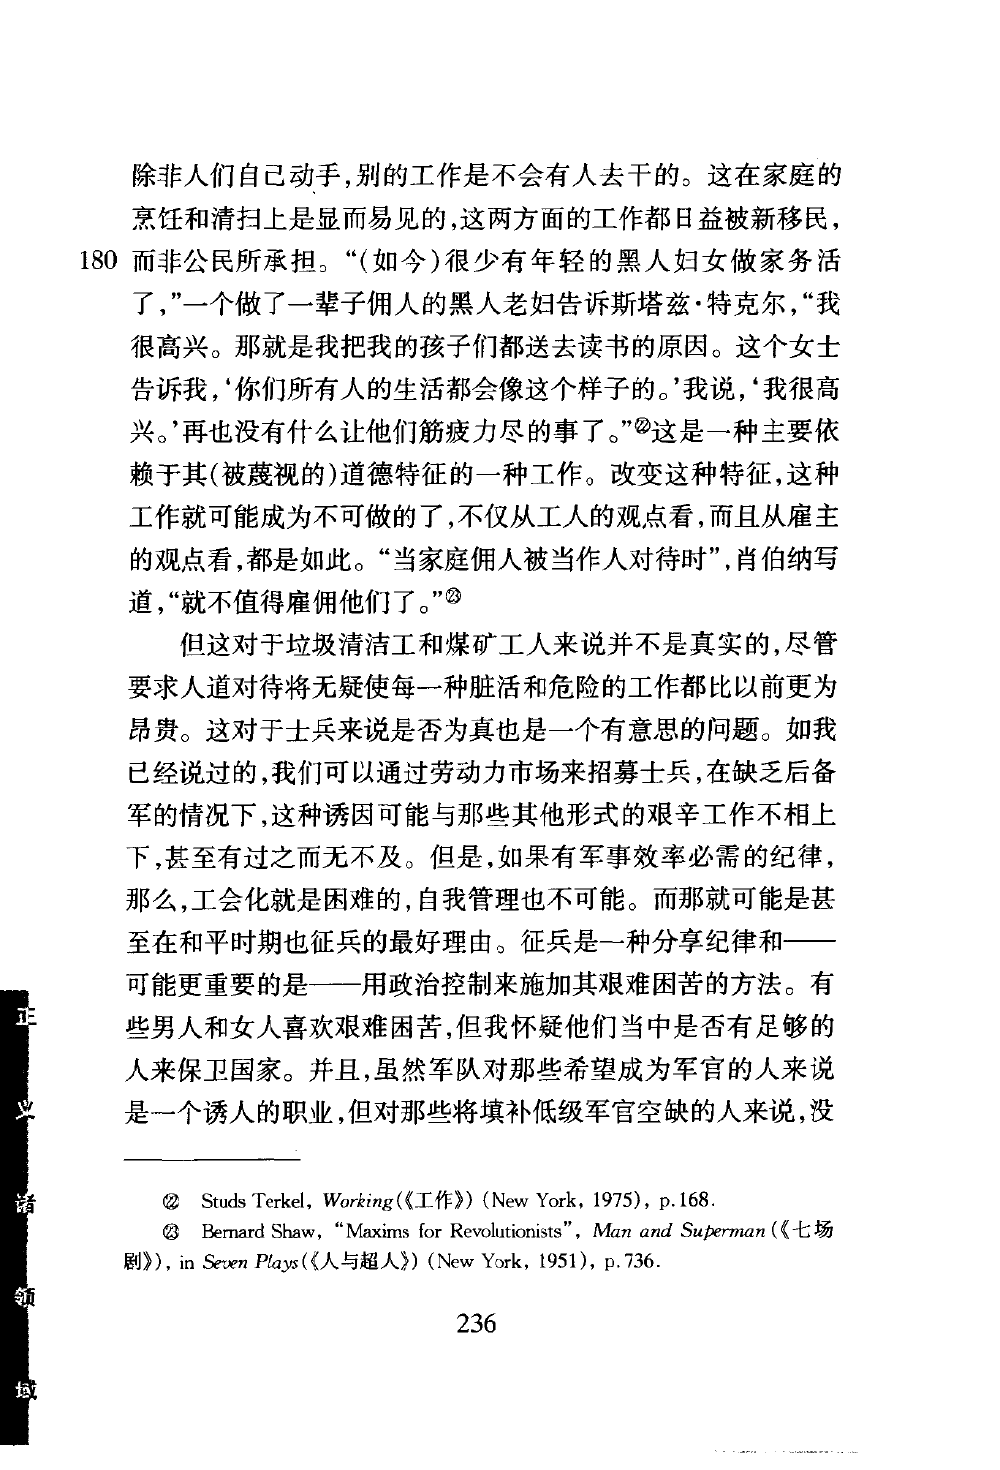 除非人们自己动手,别的工作是不会有人去干的。这在家庭的
烹饪和清扫上是显而易见的,这两方面的工作都日益被新移民,
180 而非公民所承担。“(如今)很少有年轻的黑人妇女做家务活
了,”一个做了一辈子佣人的黑人老妇告诉斯塔兹·特克尔,“我
很高兴。那就是我把我的孩子们都送去读书的原因。这个女士
告诉我,‘你们所有人的生活都会像这个样子的。’我说,‘我很高
兴。’再也没有什么让他们筋疲力尽的事了。”㉒这是一种主要依
赖于其(被蔑视的)道德特征的一种工作。改变这种特征,这种
工作就可能成为不可做的了,不仅从工人的观点看,而且从雇主
的观点看,都是如此。“当家庭佣人被当作人对待时”,肖伯纳写
道,“就不值得雇佣他们了。”㉓
但这对于垃圾清洁工和煤矿工人来说并不是真实的,尽管
要求人道对待将无疑使每一种脏活和危险的工作都比以前更为
昂贵。这对于士兵来说是否为真也是一个有意思的问题。如我
已经说过的,我们可以通过劳动力市场来招募士兵,在缺乏后备
军的情况下,这种诱因可能与那些其他形式的艰辛工作不相上
下,甚至有过之而无不及。但是,如果有军事效率必需的纪律,
那么,工会化就是困难的,自我管理也不可能。而那就可能是甚
至在和平时期也征兵的最好理由。征兵是一种分享纪律和——
可能更重要的是——用政治控制来施加其艰难困苦的方法。有
些男人和女人喜欢艰难困苦,但我怀疑他们当中是否有足够的
人来保卫国家。并且,虽然军队对那些希望成为军官的人来说
是一个诱人的职业,但对那些将填补低级军官空缺的人来说,没
㉒ Studs Terkel, Working(《工作》) (New York, 1975), p.168.
㉓ Bernard Shaw, “Maxims for Revolutionists”, Man and Superman (《七场
剧》), in Seven Plays(《人与超人》) (New York, 1951), p.736.
236
正
义
诸
领
域